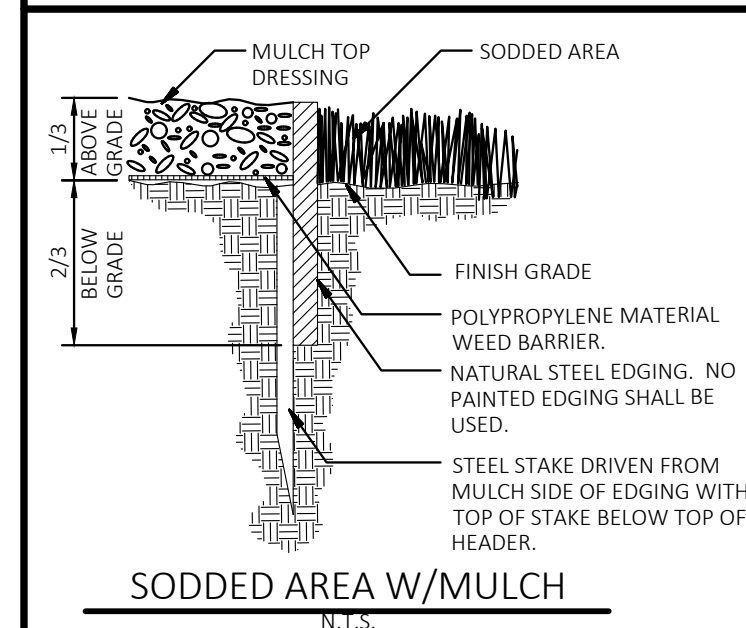 MULCH TOP
DRESSING
SODDED AREA
1/3
ABOVE
GRADE
2/3
BELOW
GRADE
FINISH GRADE
POLYPROPYLENE MATERIAL
WEED BARRIER.
NATURAL STEEL EDGING. NO
PAINTED EDGING SHALL BE
USED.
STEEL STAKE DRIVEN FROM
MULCH SIDE OF EDGING WITH
TOP OF STAKE BELOW TOP OF
HEADER.
SODDED AREA W/MULCH
N.T.S.